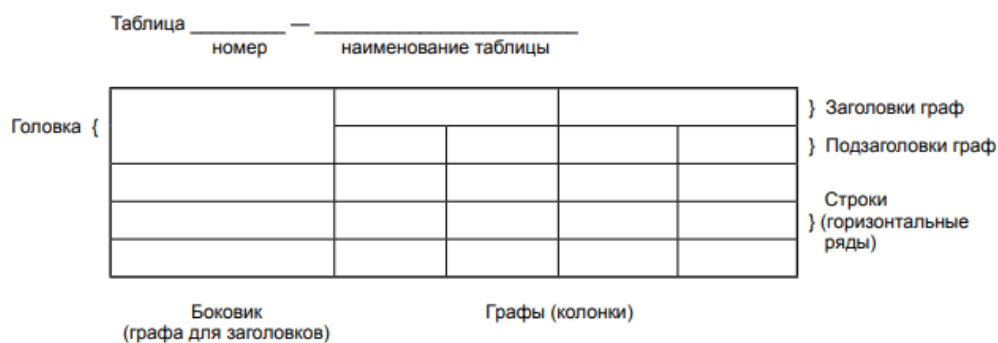 Таблица _________ — _________________________
номер наименование таблицы
Головка {
} Заголовки граф
} Подзаголовки граф
Строки
} (горизонтальные
ряды)
Боковик
(графа для заголовков)
Графы (колонки)